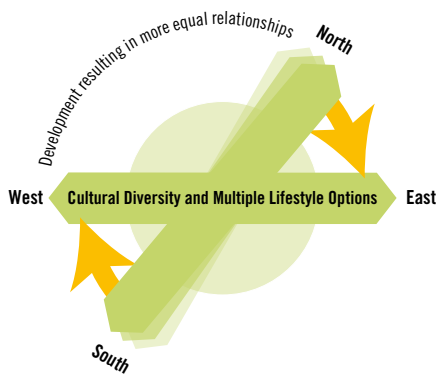 Development resulting in more equal relationships
North
West
Cultural Diversity and Multiple Lifestyle Options
East
South